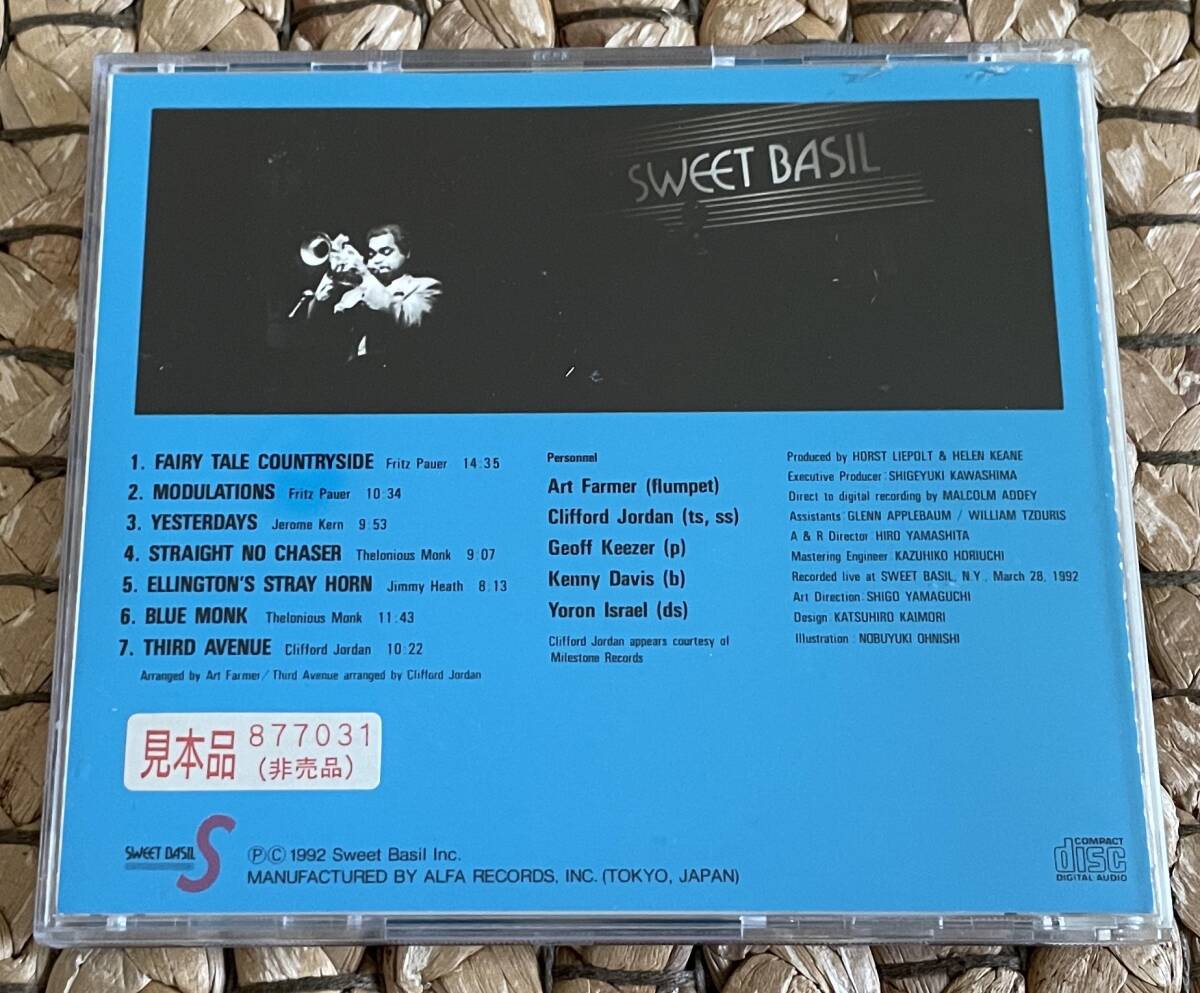 SWEET BASIL
1. FAIRY TALE COUNTRYSIDE Fritz Pauer 14:35
2. MODULATIONS Fritz Pauer 10:34
3. YESTERDAYS Jerome Kern 9:53
4. STRAIGHT NO CHASER Thelonious Monk 9:07
5. ELLINGTON'S STRAY HORN Jimmy Heath 8:13
6. BLUE MONK Thelonious Monk 11:43
7. THIRD AVENUE Clifford Jordan 10:22
Arranged by Art Farmer/Third Avenue arranged by Clifford Jordan
Personnel
Art Farmer (flumpet)
Clifford Jordan (ts, ss)
Geoff Keezer (p)
Kenny Davis (b)
Yoron Israel (ds)
Clifford Jordan appears courtesy of
Milestone Records
Produced by HORST LIEPOLT & HELEN KEANE
Executive Producer:SHIGEYUKI KAWASHIMA
Direct to digital recording by MALCOLM ADDEY
Assistants:GLENN APPLEBAUM / WILLIAM TZOURIS
A & R Director:HIRO YAMASHITA
Mastering Engineer:KAZUHIKO HORIUCHI
Recorded live at SWEET BASIL, N.Y., March 28, 1992
Art Direction:SHIGO YAMAGUCHI
Design:KATSUHIRO KAIMORI
Illustration:NOBUYUKI OHNISHI
見本品 877031
(非売品)
SWEET BASIL S
ⓅⒸ1992 Sweet Basil Inc.
MANUFACTURED BY ALFA RECORDS, INC. (TOKYO, JAPAN)
COMPACT
disc
DIGITAL AUDIO